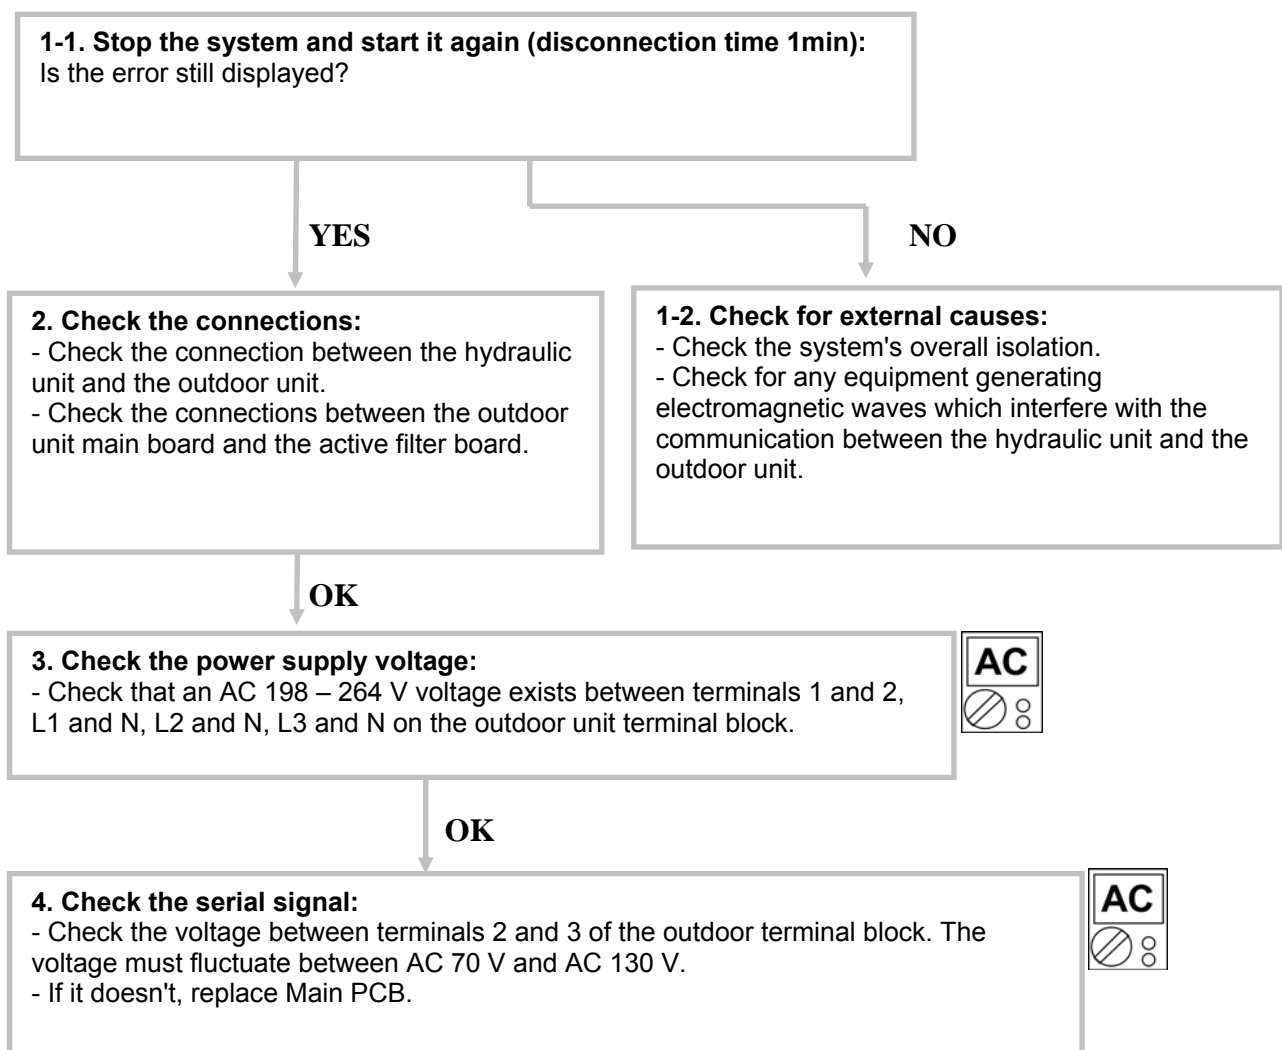 1-1. Stop the system and start it again (disconnection time 1min):
Is the error still displayed?
YES
NO
2. Check the connections:
- Check the connection between the hydraulic
unit and the outdoor unit.
- Check the connections between the outdoor
unit main board and the active filter board.
1-2. Check for external causes:
- Check the system's overall isolation.
- Check for any equipment generating
electromagnetic waves which interfere with the
communication between the hydraulic unit and the
outdoor unit.
OK
3. Check the power supply voltage:
- Check that an AC 198 – 264 V voltage exists between terminals 1 and 2,
L1 and N, L2 and N, L3 and N on the outdoor unit terminal block.
AC
OK
4. Check the serial signal:
- Check the voltage between terminals 2 and 3 of the outdoor terminal block. The
voltage must fluctuate between AC 70 V and AC 130 V.
- If it doesn't, replace Main PCB.
AC